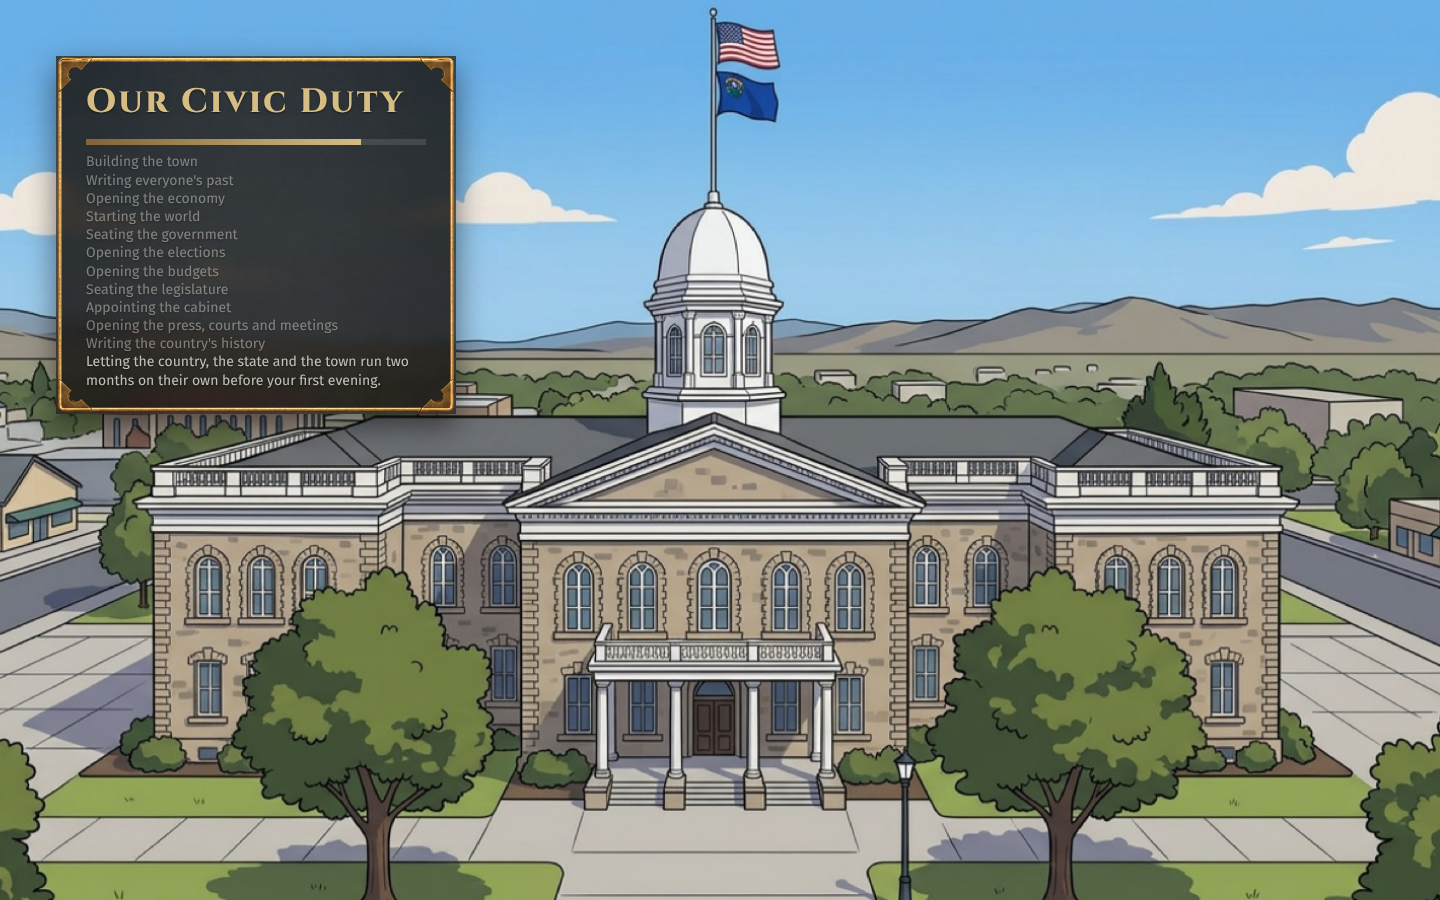 Our Civic Duty
Building the town
Writing everyone's past
Opening the economy
Starting the world
Seating the government
Opening the elections
Opening the budgets
Seating the legislature
Appointing the cabinet
Opening the press, courts and meetings
Writing the country's history
Letting the country, the state and the town run two
months on their own before your first evening.